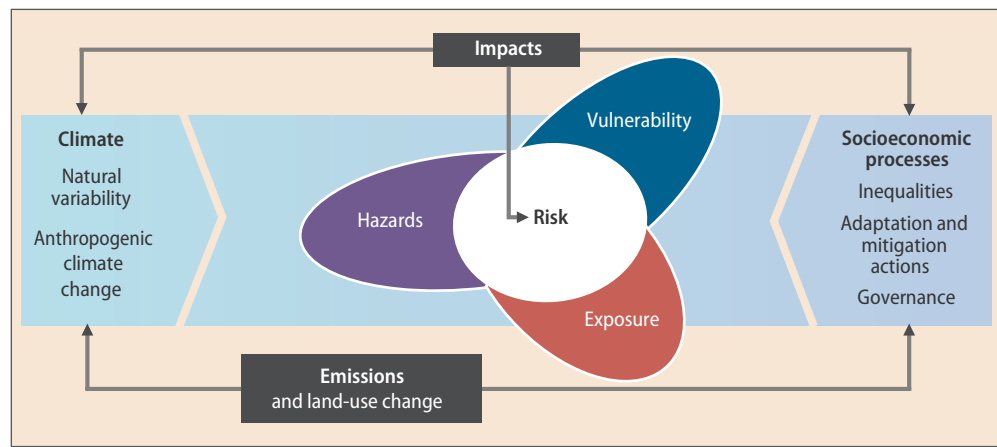 Impacts
Climate
Natural
variability
Anthropogenic
climate
change
Hazards
Vulnerability
Risk
Exposure
Socioeconomic
processes
Inequalities
Adaptation and
mitigation
actions
Governance
Emissions
and land-use change